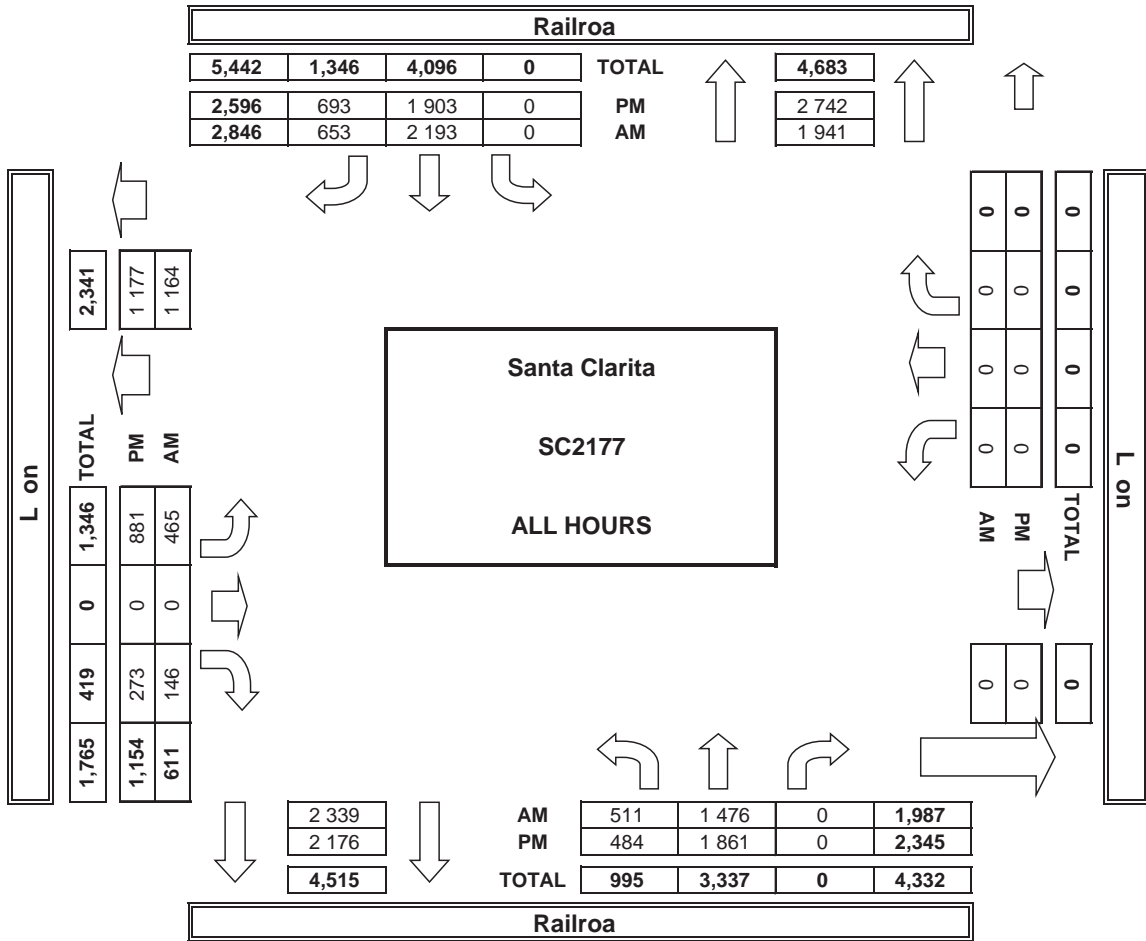 Railroa
5,442 1,346 4,096 0 TOTAL 4,683
2,596 693 1 903 0 PM 2 742
2,846 653 2 193 0 AM 1 941
L on
2,341 1 177 1 164
TOTAL PM AM
1,346 881 465
0 0 0
419 273 146
1,765 1,154 611
Santa Clarita
SC2177
ALL HOURS
0 0 0
0 0 0
0 0 0
0 0 0
AM PM TOTAL
0 0 0
L on
2 339 AM 511 1 476 0 1,987
2 176 PM 484 1 861 0 2,345
4,515 TOTAL 995 3,337 0 4,332
Railroa